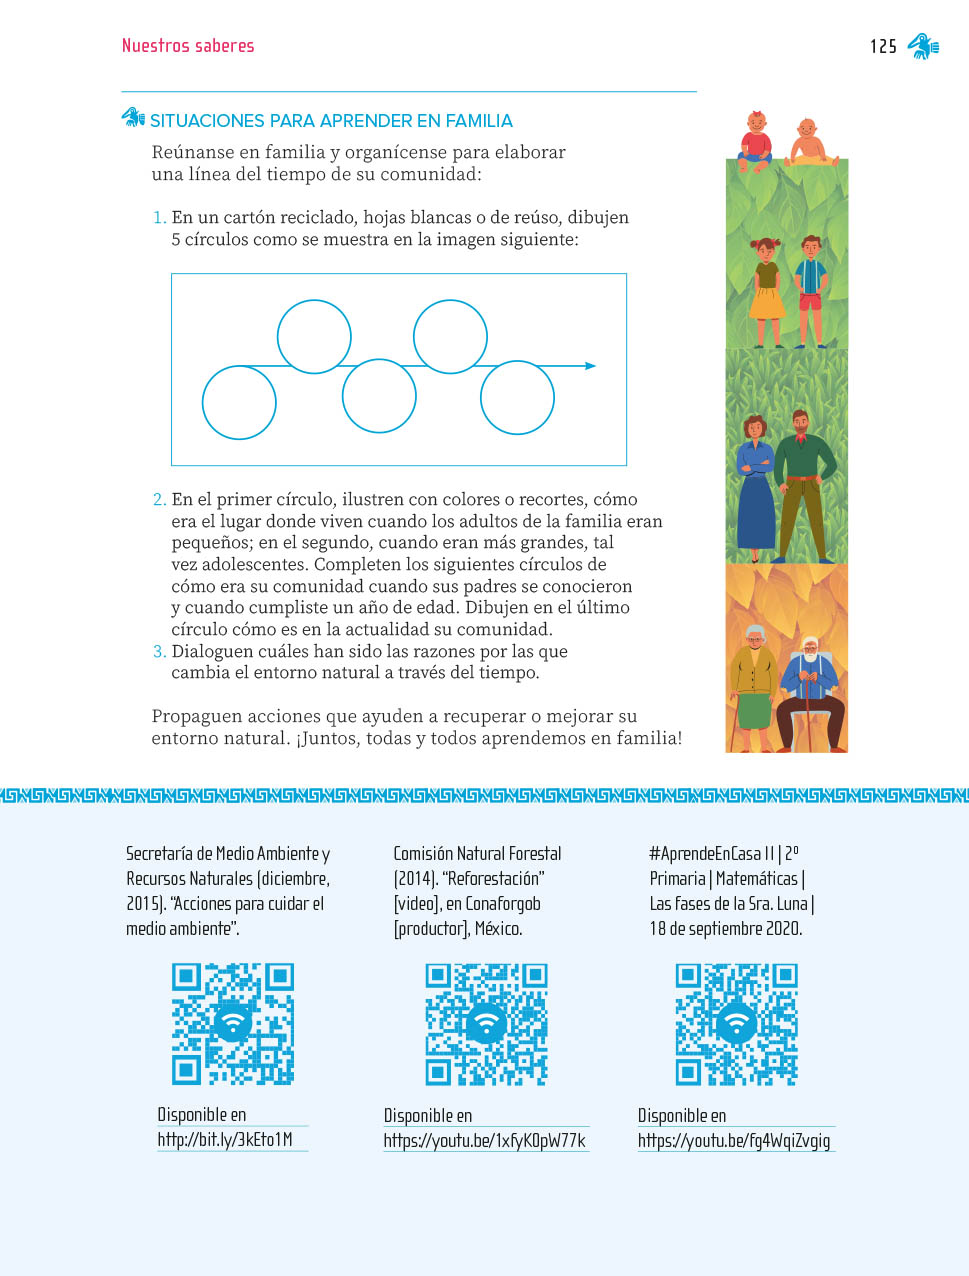 Nuestros saberes
125
SITUACIONES PARA APRENDER EN FAMILIA
Reúnanse en familia y organícense para elaborar
una línea del tiempo de su comunidad:
1. En un cartón reciclado, hojas blancas o de reúso, dibujen
5 círculos como se muestra en la imagen siguiente:
2. En el primer círculo, ilustren con colores o recortes, cómo
era el lugar donde viven cuando los adultos de la familia eran
pequeños; en el segundo, cuando eran más grandes, tal
vez adolescentes. Completen los siguientes círculos de
cómo era su comunidad cuando sus padres se conocieron
y cuando cumpliste un año de edad. Dibujen en el último
círculo cómo es en la actualidad su comunidad.
3. Dialoguen cuáles han sido las razones por las que
cambia el entorno natural a través del tiempo.
Propaguen acciones que ayuden a recuperar o mejorar su
entorno natural. ¡Juntos, todas y todos aprendemos en familia!
Secretaría de Medio Ambiente y
Recursos Naturales (diciembre,
2015). “Acciones para cuidar el
medio ambiente”.
Disponible en
http://bit.ly/3kEto1M
Comisión Natural Forestal
(2014). “Reforestación”
[video], en Conaforgob
[productor], México.
Disponible en
https://youtu.be/1xfyK0pW77k
#AprendeEnCasa II | 2º
Primaria | Matemáticas |
Las fases de la Sra. Luna |
18 de septiembre 2020.
Disponible en
https://youtu.be/fg4WqiZvgig